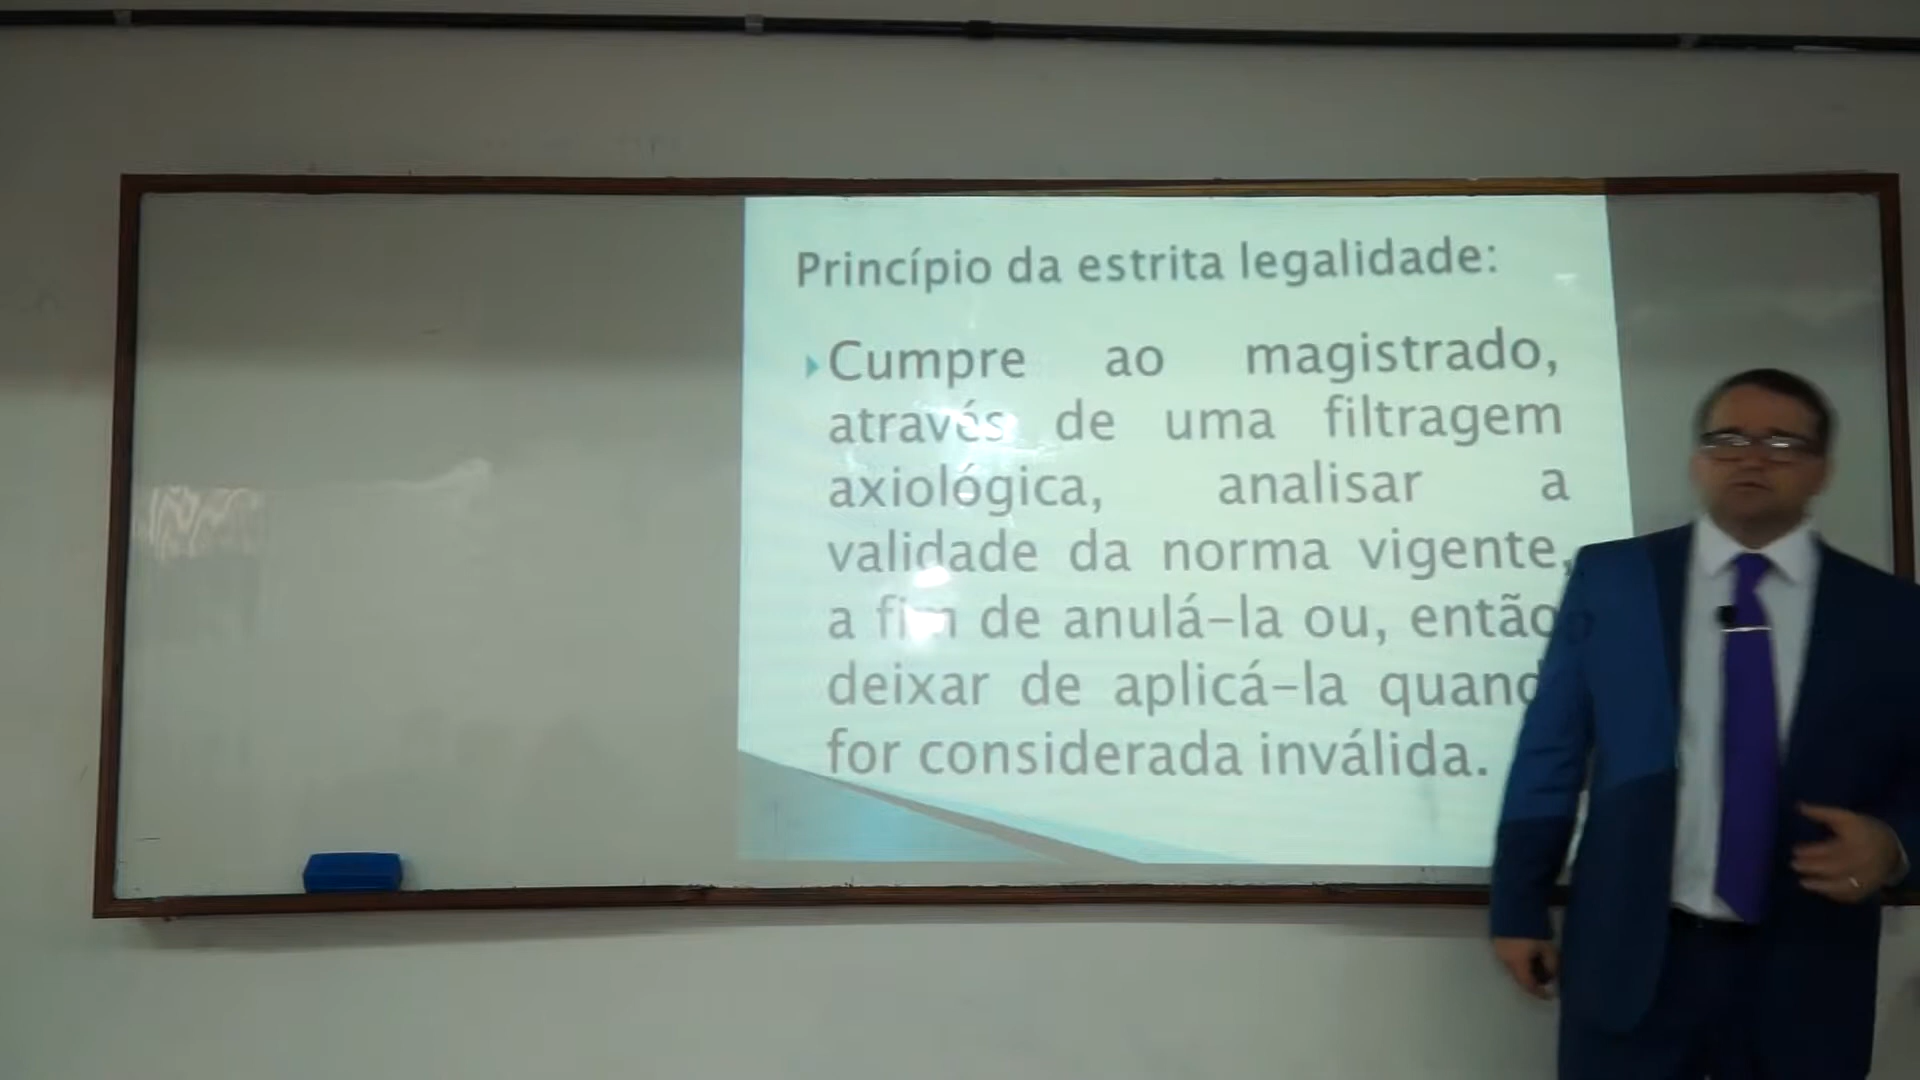 Princípio da estrita legalidade:
Cumpre ao magistrado,
através de uma filtragem
axiológica, analisar a
validade da norma vigente,
a fim de anulá-la ou, então
deixar de aplicá-la quand
for considerada inválida.